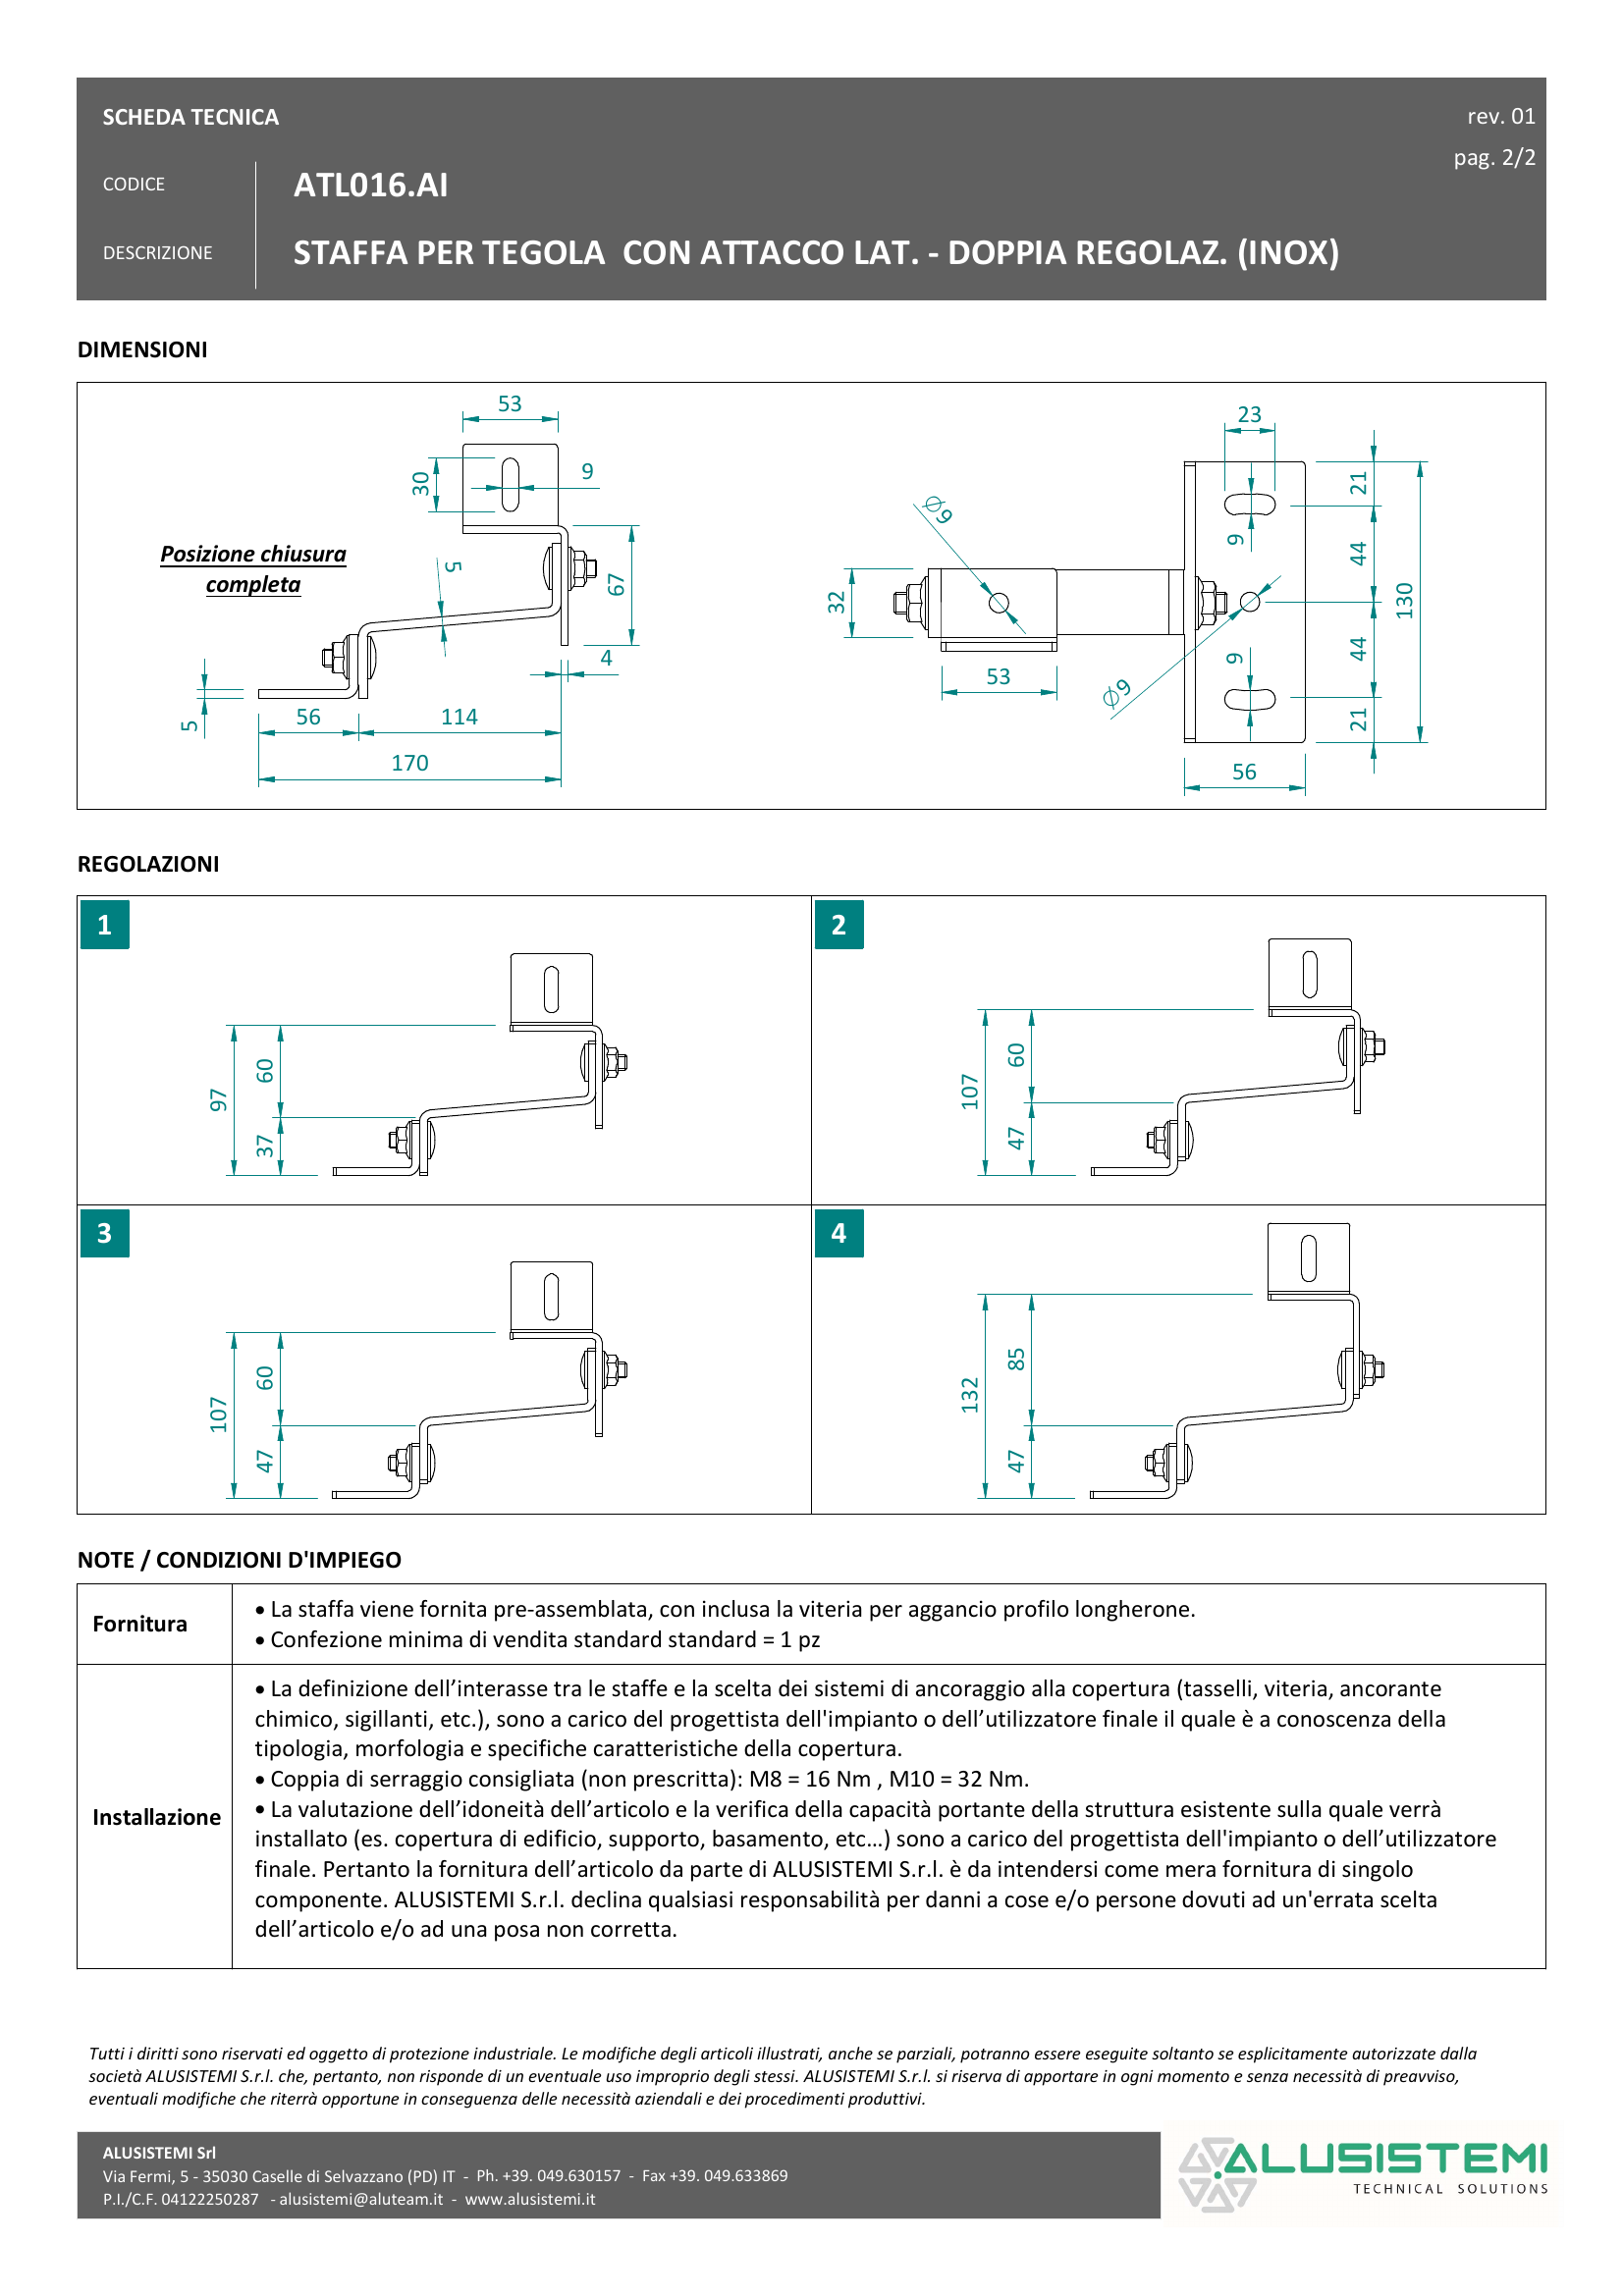 SCHEDA TECNICA
rev. 01
pag. 2/2
CODICE
ATL016.AI
DESCRIZIONE
STAFFA PER TEGOLA  CON ATTACCO LAT. - DOPPIA REGOLAZ. (INOX)
DIMENSIONI
53
30
9
Posizione chiusura
completa
5
67
4
5
56
114
170
23
21
Ø9
9
44
32
130
53
9
44
Ø9
21
56
REGOLAZIONI
1
97
60
37
2
107
60
47
3
107
60
47
4
132
85
47
NOTE / CONDIZIONI D'IMPIEGO
Fornitura
• La staffa viene fornita pre-assemblata, con inclusa la viteria per aggancio profilo longherone.
• Confezione minima di vendita standard standard = 1 pz
Installazione
• La definizione dell’interasse tra le staffe e la scelta dei sistemi di ancoraggio alla copertura (tasselli, viteria, ancorante
chimico, sigillanti, etc.), sono a carico del progettista dell'impianto o dell’utilizzatore finale il quale è a conoscenza della
tipologia, morfologia e specifiche caratteristiche della copertura.
• Coppia di serraggio consigliata (non prescritta): M8 = 16 Nm , M10 = 32 Nm.
• La valutazione dell’idoneità dell’articolo e la verifica della capacità portante della struttura esistente sulla quale verrà
installato (es. copertura di edificio, supporto, basamento, etc…) sono a carico del progettista dell'impianto o dell’utilizzatore
finale. Pertanto la fornitura dell’articolo da parte di ALUSISTEMI S.r.l. è da intendersi come mera fornitura di singolo
componente. ALUSISTEMI S.r.l. declina qualsiasi responsabilità per danni a cose e/o persone dovuti ad un'errata scelta
dell’articolo e/o ad una posa non corretta.
Tutti i diritti sono riservati ed oggetto di protezione industriale. Le modifiche degli articoli illustrati, anche se parziali, potranno essere eseguite soltanto se esplicitamente autorizzate dalla
società ALUSISTEMI S.r.l. che, pertanto, non risponde di un eventuale uso improprio degli stessi. ALUSISTEMI S.r.l. si riserva di apportare in ogni momento e senza necessità di preavviso,
eventuali modifiche che riterrà opportune in conseguenza delle necessità aziendali e dei procedimenti produttivi.
ALUSISTEMI Srl
Via Fermi, 5 - 35030 Caselle di Selvazzano (PD) IT  -  Ph. +39. 049.630157  -  Fax +39. 049.633869
P.I./C.F. 04122250287   - alusistemi@aluteam.it  -  www.alusistemi.it
ALUSISTEMI
TECHNICAL SOLUTIONS